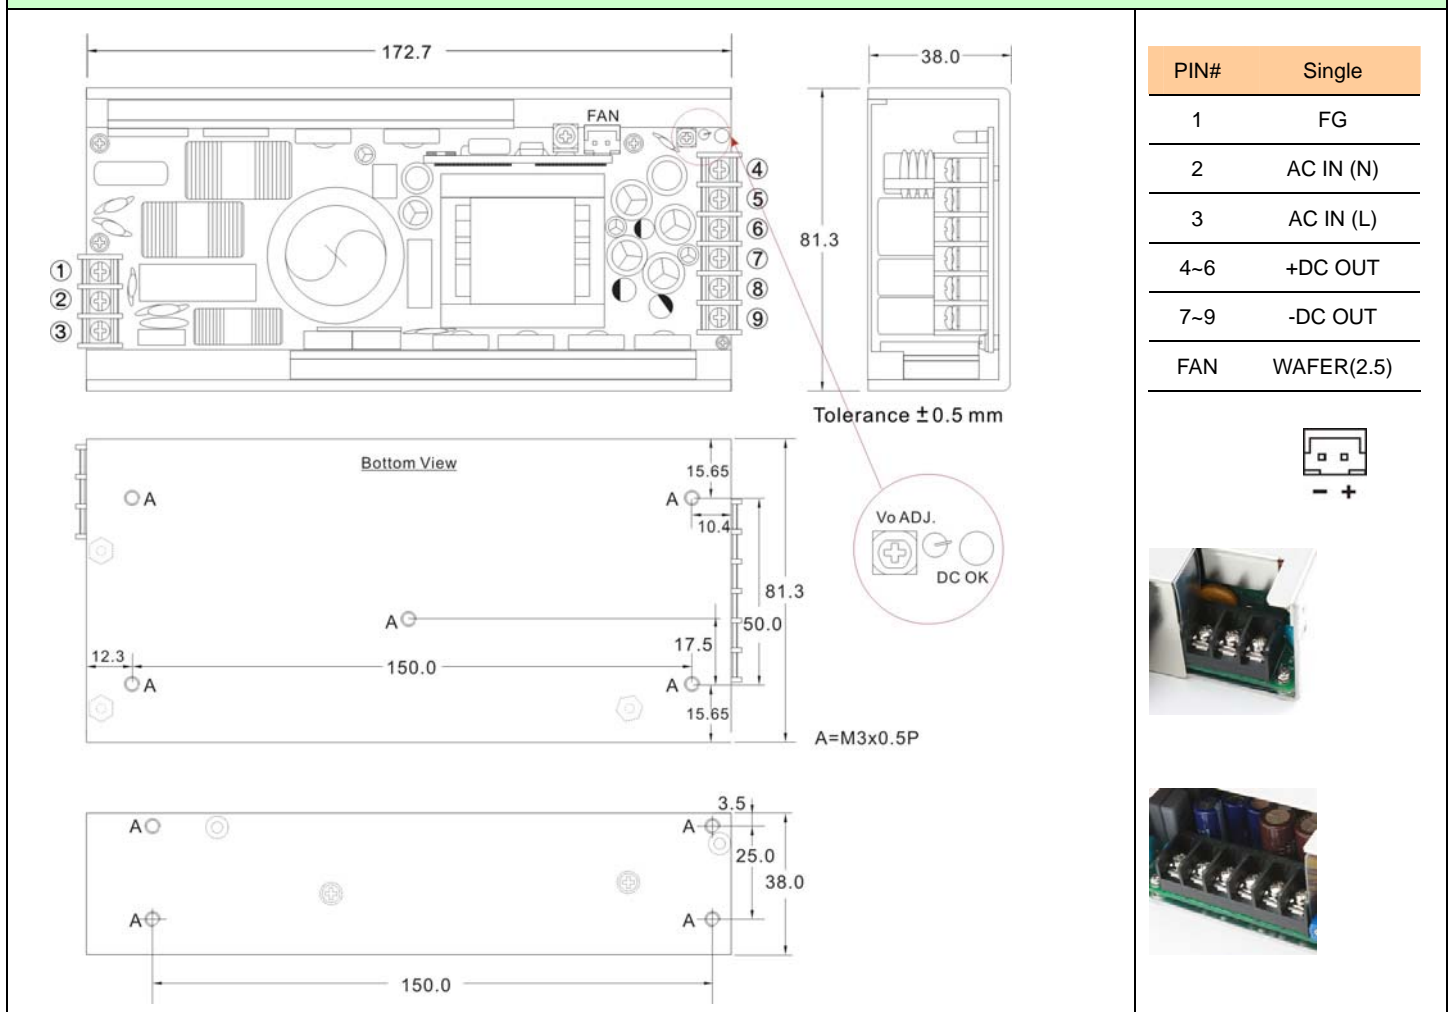 172.7
38.0
FAN
④
⑤
⑥
⑦
⑧
⑨
①
②
③
81.3
Tolerance ±0.5 mm
Bottom View
15.65
A
A
10.4
Vo ADJ.
DC OK
81.3
A
50.0
17.5
12.3
150.0
A
A
15.65
A=M3x0.5P
3.5
A
A
25.0
38.0
A
A
150.0
PIN# Single
1 FG
2 AC IN (N)
3 AC IN (L)
4~6 +DC OUT
7~9 -DC OUT
FAN WAFER(2.5)
− +